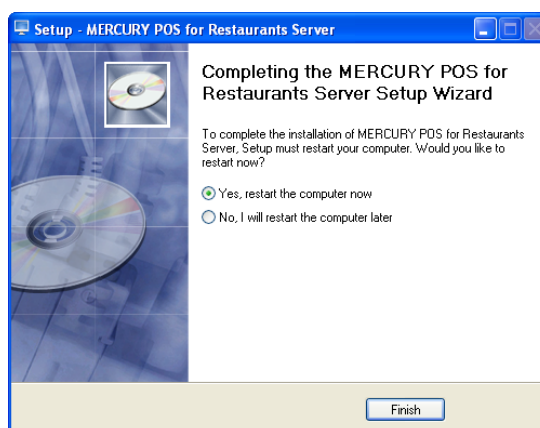 Setup - MERCURY POS for Restaurants Server
Completing the MERCURY POS for
Restaurants Server Setup Wizard
To complete the installation of MERCURY POS for Restaurants
Server, Setup must restart your computer. Would you like to
restart now?
Yes, restart the computer now
No, I will restart the computer later
Finish